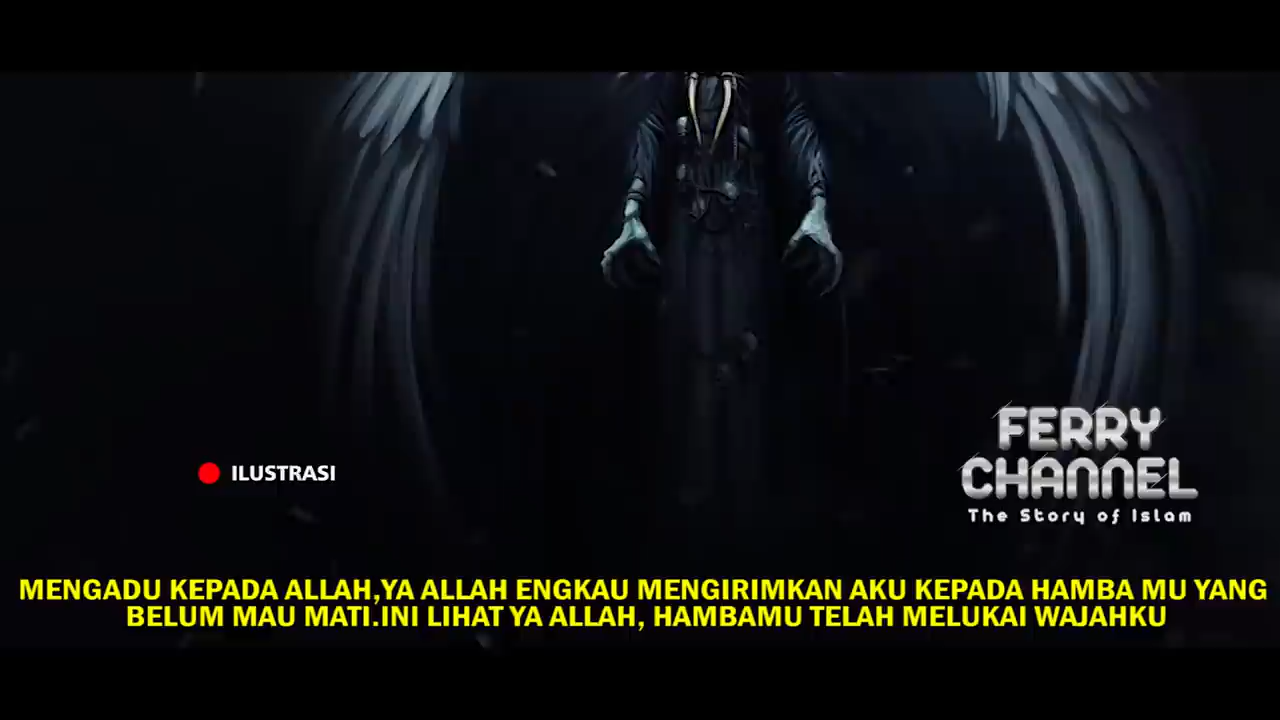 FERRY
CHANNEL
The Story of Islam
ILUSTRASI
MENGADU KEPADA ALLAH,YA ALLAH ENGKAU MENGIRIMKAN AKU KEPADA HAMBA MU YANG
BELUM MAU MATI.INI LIHAT YA ALLAH, HAMBAMU TELAH MELUKAI WAJAHKU